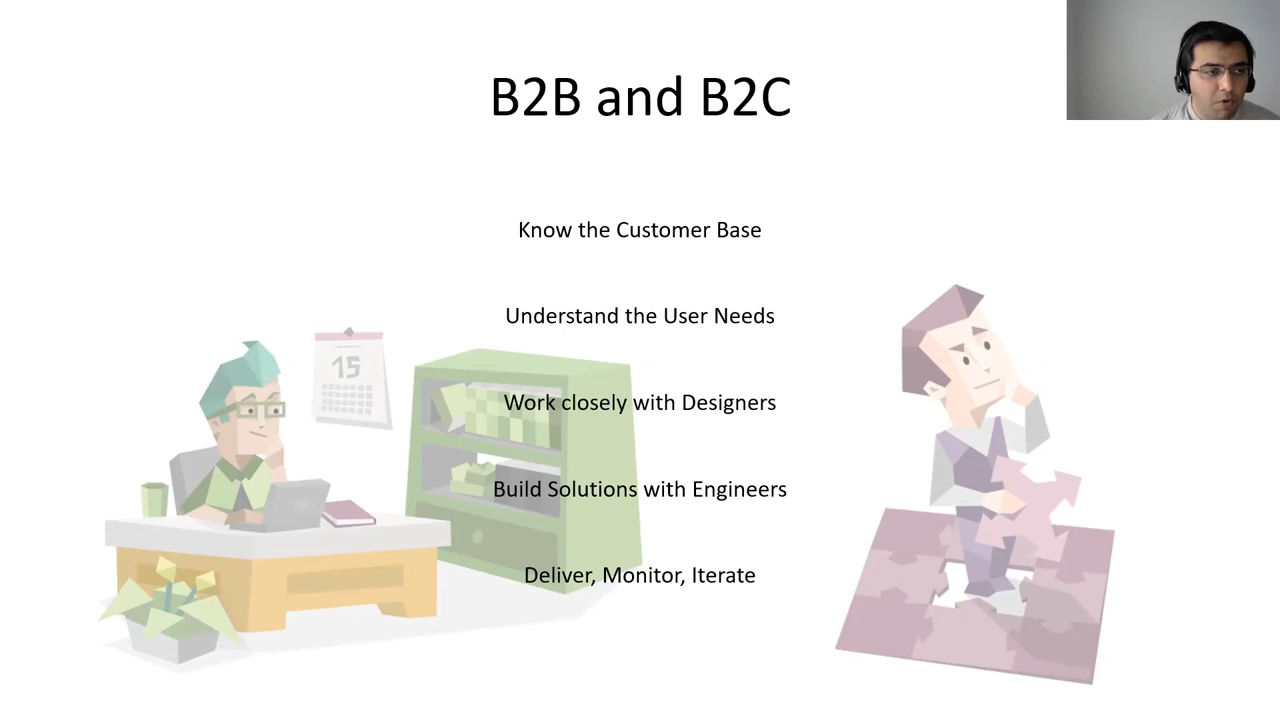 B2B and B2C
Know the Customer Base
Understand the User Needs
15
Work closely with Designers
Build Solutions with Engineers
Deliver, Monitor, Iterate